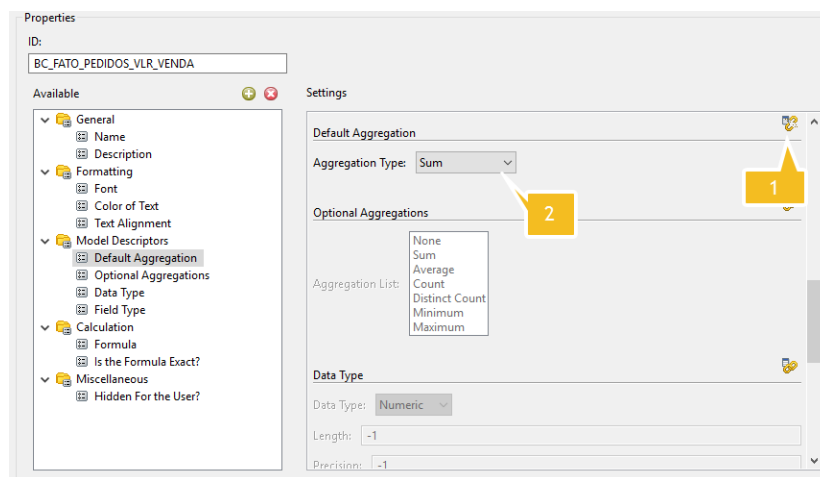 Properties
ID:
BC_FATO_PEDIDOS_VLR_VENDA
Available
General
Name
Description
Formatting
Font
Color of Text
Text Alignment
Model Descriptors
Default Aggregation
Optional Aggregations
Data Type
Field Type
Calculation
Formula
Is the Formula Exact?
Miscellaneous
Hidden For the User?
Settings
Default Aggregation
Aggregation Type: Sum
1
2
Optional Aggregations
Aggregation List:
None
Sum
Average
Count
Distinct Count
Minimum
Maximum
Data Type
Data Type: Numeric
Length: -1
Precision: -1